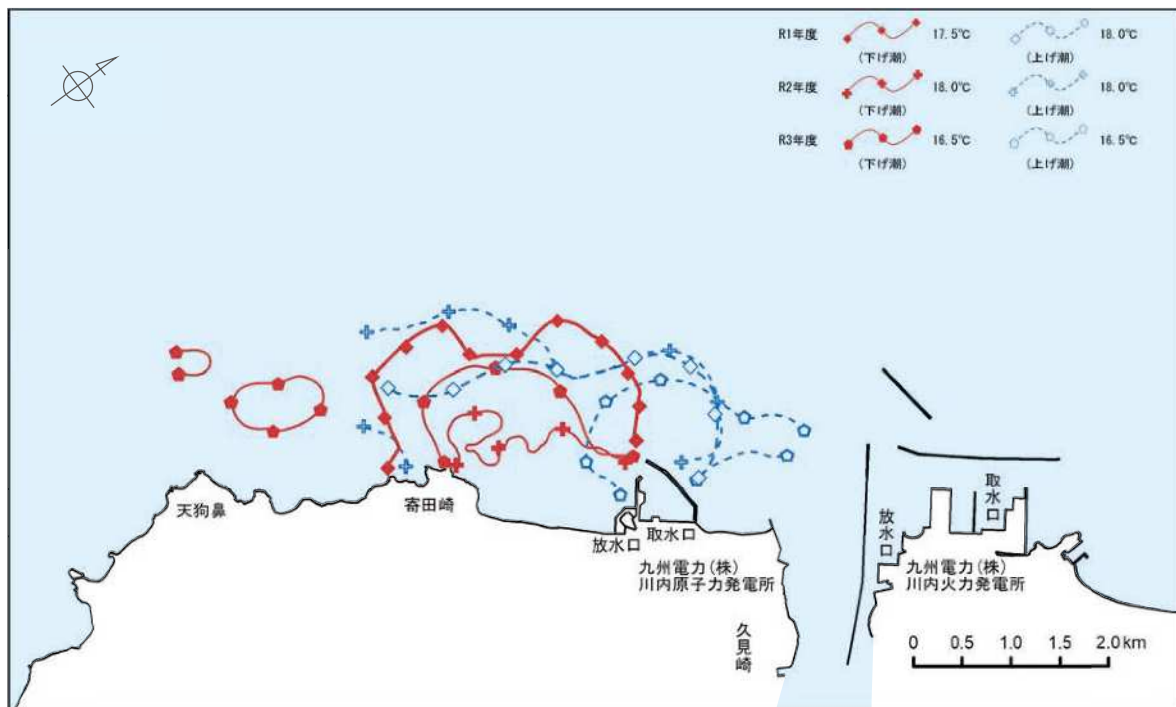 R1年度 17.5℃ 18.0℃
(下げ潮) (上げ潮)
R2年度 18.0℃ 18.0℃
(下げ潮) (上げ潮)
R3年度 16.5℃ 16.5℃
(下げ潮) (上げ潮)
天狗鼻
寄田崎
放水口
取水口
九州電力(株)
川内原子力発電所
久見崎
放水口
取水口
九州電力(株)
川内火力発電所
0 0.5 1.0 1.5 2.0km